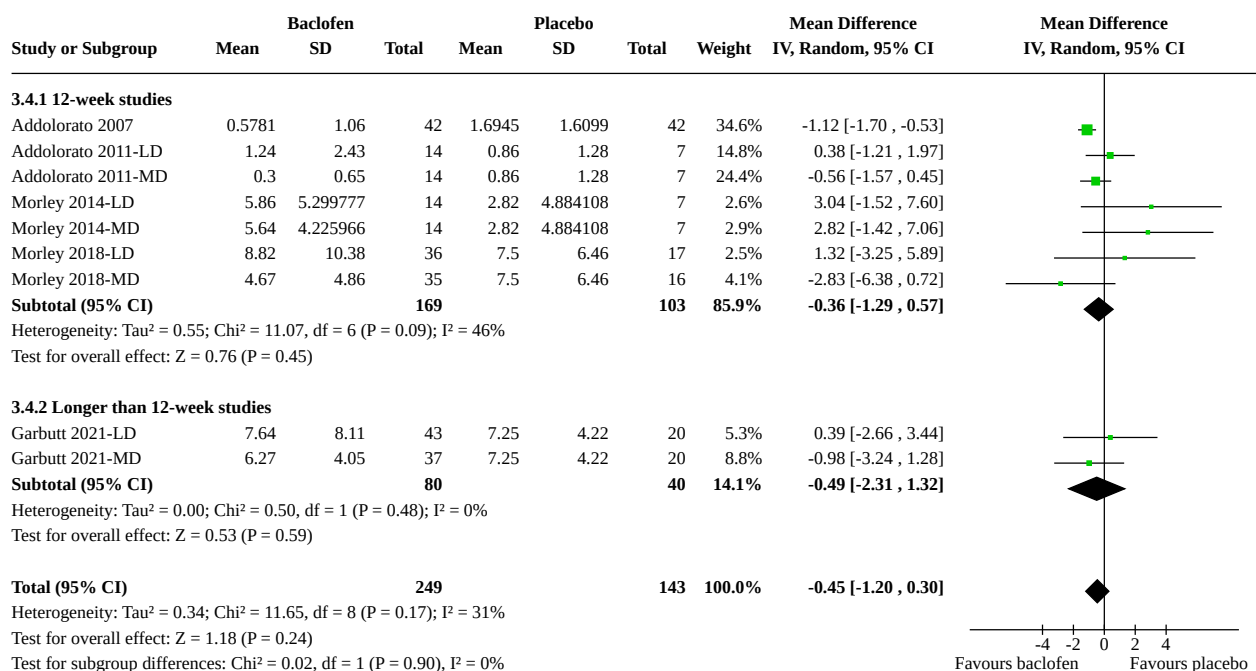 Baclofen Placebo Mean Difference Mean Difference
Study or Subgroup Mean SD Total Mean SD Total Weight IV, Random, 95% CI IV, Random, 95% CI
3.4.1 12-week studies
Addolorato 2007 0.5781 1.06 42 1.6945 1.6099 42 34.6% -1.12 [-1.70 , -0.53]
Addolorato 2011-LD 1.24 2.43 14 0.86 1.28 7 14.8% 0.38 [-1.21 , 1.97]
Addolorato 2011-MD 0.3 0.65 14 0.86 1.28 7 24.4% -0.56 [-1.57 , 0.45]
Morley 2014-LD 5.86 5.299777 14 2.82 4.884108 7 2.6% 3.04 [-1.52 , 7.60]
Morley 2014-MD 5.64 4.225966 14 2.82 4.884108 7 2.9% 2.82 [-1.42 , 7.06]
Morley 2018-LD 8.82 10.38 36 7.5 6.46 17 2.5% 1.32 [-3.25 , 5.89]
Morley 2018-MD 4.67 4.86 35 7.5 6.46 16 4.1% -2.83 [-6.38 , 0.72]
Subtotal (95% CI) 169 103 85.9% -0.36 [-1.29 , 0.57]
Heterogeneity: Tau² = 0.55; Chi² = 11.07, df = 6 (P = 0.09); I² = 46%
Test for overall effect: Z = 0.76 (P = 0.45)
3.4.2 Longer than 12-week studies
Garbutt 2021-LD 7.64 8.11 43 7.25 4.22 20 5.3% 0.39 [-2.66 , 3.44]
Garbutt 2021-MD 6.27 4.05 37 7.25 4.22 20 8.8% -0.98 [-3.24 , 1.28]
Subtotal (95% CI) 80 40 14.1% -0.49 [-2.31 , 1.32]
Heterogeneity: Tau² = 0.00; Chi² = 0.50, df = 1 (P = 0.48); I² = 0%
Test for overall effect: Z = 0.53 (P = 0.59)
Total (95% CI) 249 143 100.0% -0.45 [-1.20 , 0.30]
Heterogeneity: Tau² = 0.34; Chi² = 11.65, df = 8 (P = 0.17); I² = 31%
Test for overall effect: Z = 1.18 (P = 0.24) -4 -2 0 2 4
Test for subgroup differences: Chi² = 0.02, df = 1 (P = 0.90), I² = 0% Favours baclofen Favours placebo